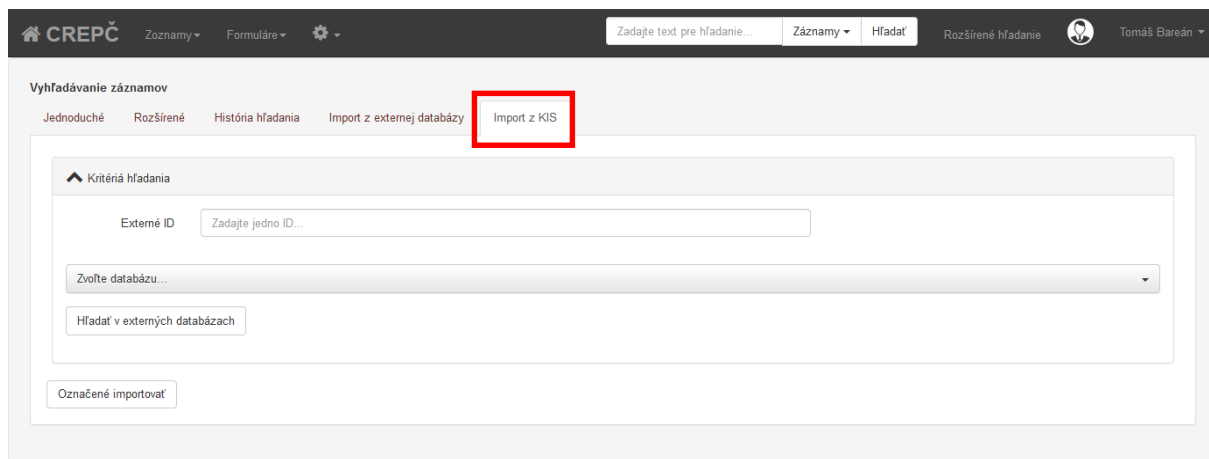 CREPČ Zoznamy Formuláre Zadajte text pre hľadanie... Záznamy Hľadať Rozšírené hľadanie Tomáš Bareán
Vyhľadávanie záznamov
Jednoduché Rozšírené História hľadania Import z externej databázy Import z KIS
Kritériá hľadania
Externé ID Zadajte jedno ID...
Zvoľte databázu...
Hľadať v externých databázach
Označené importovať